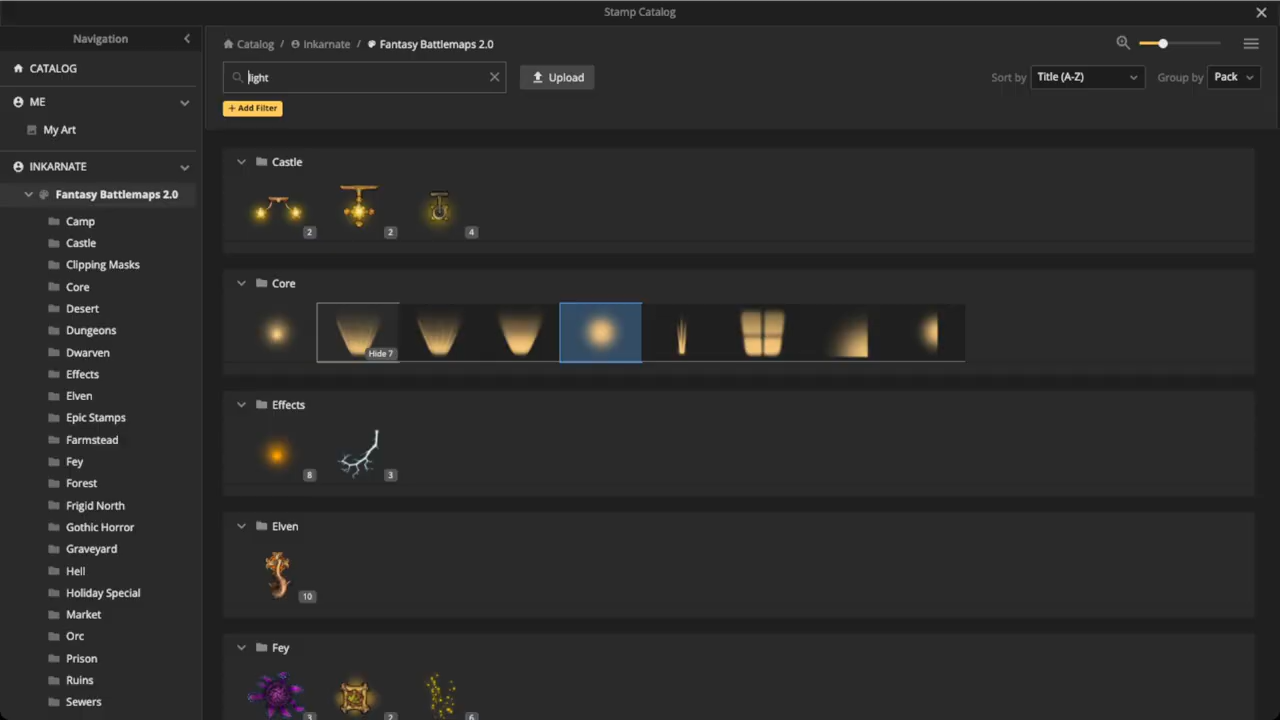 Stamp Catalog
Navigation
CATALOG
ME
My Art
INKARNATE
Fantasy Battlemaps 2.0
Camp
Castle
Clipping Masks
Core
Desert
Dungeons
Dwarven
Effects
Elven
Epic Stamps
Farmstead
Fey
Forest
Frigid North
Gothic Horror
Graveyard
Hell
Holiday Special
Market
Orc
Prison
Ruins
Sewers
Catalog / Inkarnate / Fantasy Battlemaps 2.0
light
Upload
Sort by Title (A-Z) Group by Pack
+ Add Filter
Castle
2 2 4
Core
Hide 7
Effects
8 3
Elven
10
Fey
3 2 6